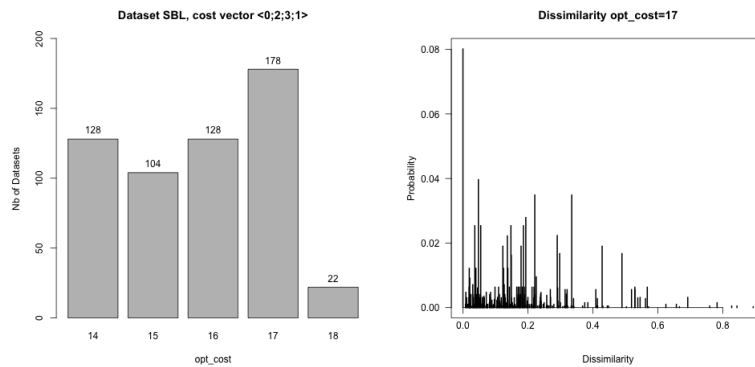 Dataset SBL, cost vector <0;2;3;1>
Nb of Datasets
200
150
100
50
0
128
104
128
178
22
14 15 16 17 18
opt_cost
Dissimilarity opt_cost=17
Probability
0.08
0.06
0.04
0.02
0.00
0.0 0.2 0.4 0.6 0.8
Dissimilarity